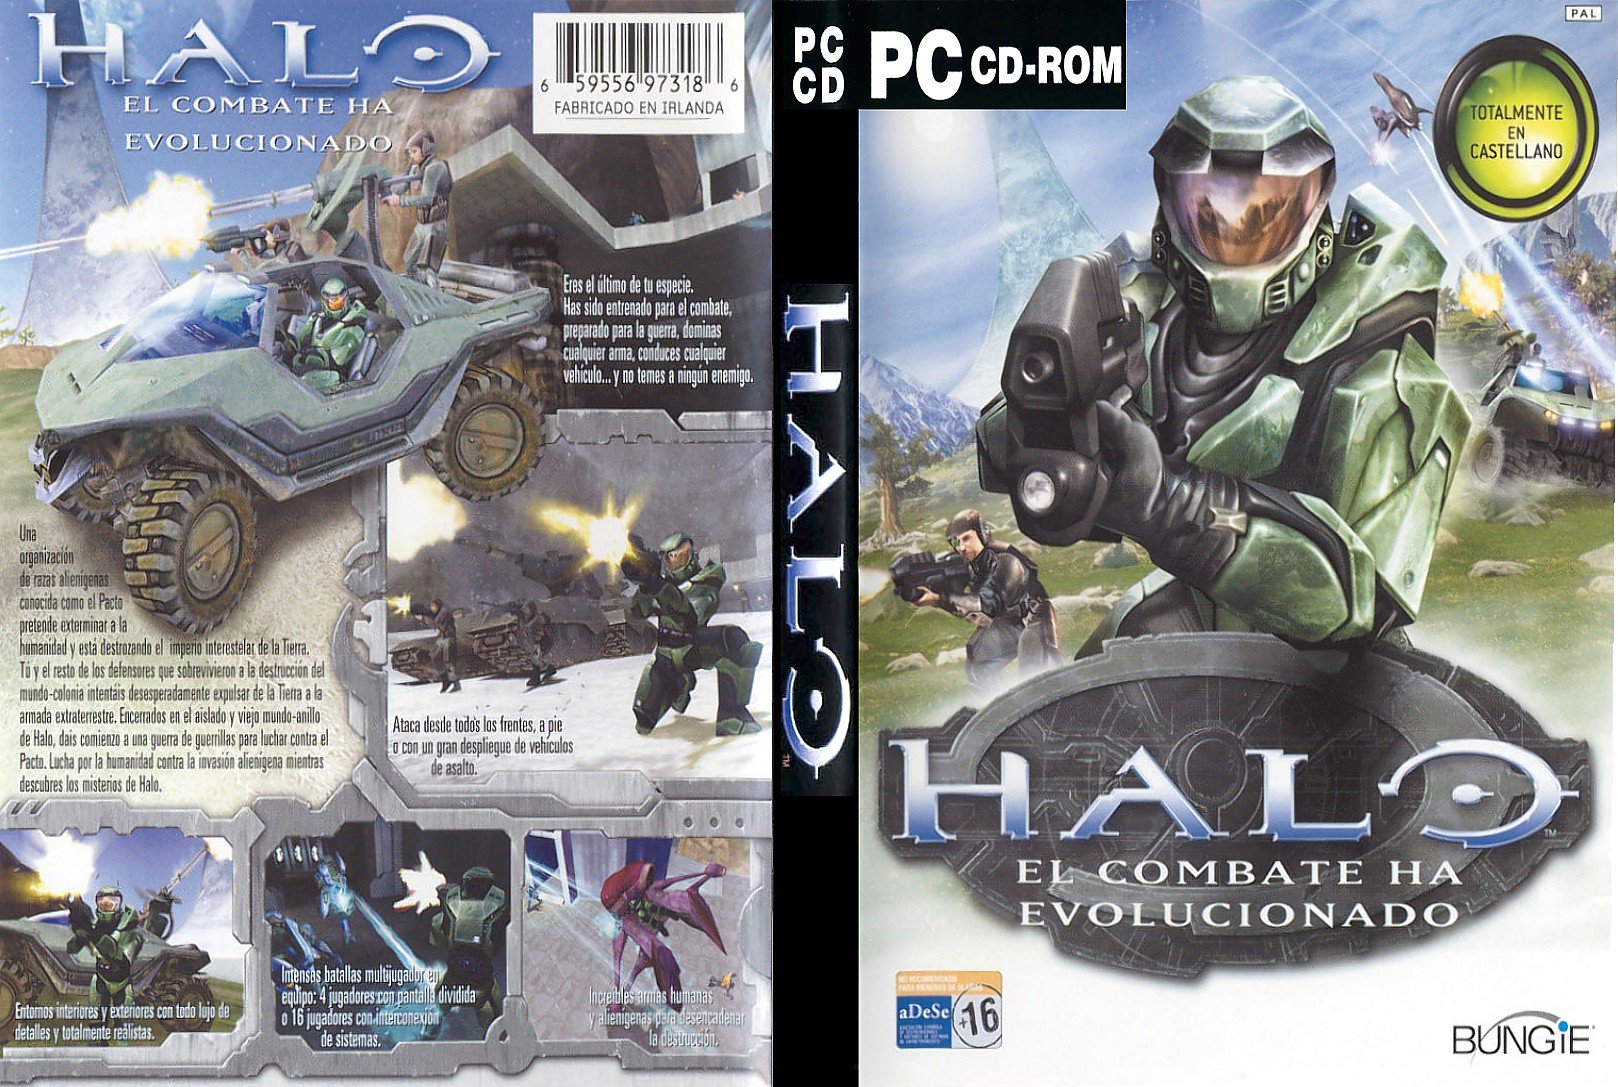 HALO
EL COMBATE HA
EVOLUCIONADO
6 59556 97318 6
FABRICADO EN IRLANDA
Eres el último de tu especie.
Has sido entrenado para el combate,
preparado para la guerra, dominas
cualquier arma, conduces cualquier
vehículo... y no temes a ningún enemigo.
Una
organización
de razas alienígenas
conocida como el Pacto
pretende exterminar a la
humanidad y está destrozando el imperio interestelar de la Tierra.
Tú y el resto de los defensores que sobrevivieron a la destrucción del
mundo-colonia intentáis desesperadamente expulsar de la Tierra a la
armada extraterrestre. Encerrados en el aislado y viejo mundo-anillo
de Halo, dais comienzo a una guerra de guerrillas para luchar contra el
Pacto. Lucha por la humanidad contra la invasión alienígena mientras
descubres los misterios de Halo.
Ataca desde todos los frentes, a pie
o con un gran despliegue de vehículos
de asalto.
Entornos interiores y exteriores con todo lujo de
detalles y totalmente realistas.
Intensas batallas multijugador en
equipo: 4 jugadores con pantalla dividida
o 16 jugadores con interconexión
de sistemas.
Increíbles armas humanas
y alienígenas para desencadenar
la destrucción.
PC
CD
HALO
TM
PC CD-ROM
PAL
TOTALMENTE
EN
CASTELLANO
HALO
TM
EL COMBATE HA
EVOLUCIONADO
NO RECOMENDADO
PARA MENORES DE 16 AÑOS
aDeSe
+16
BUNGiE